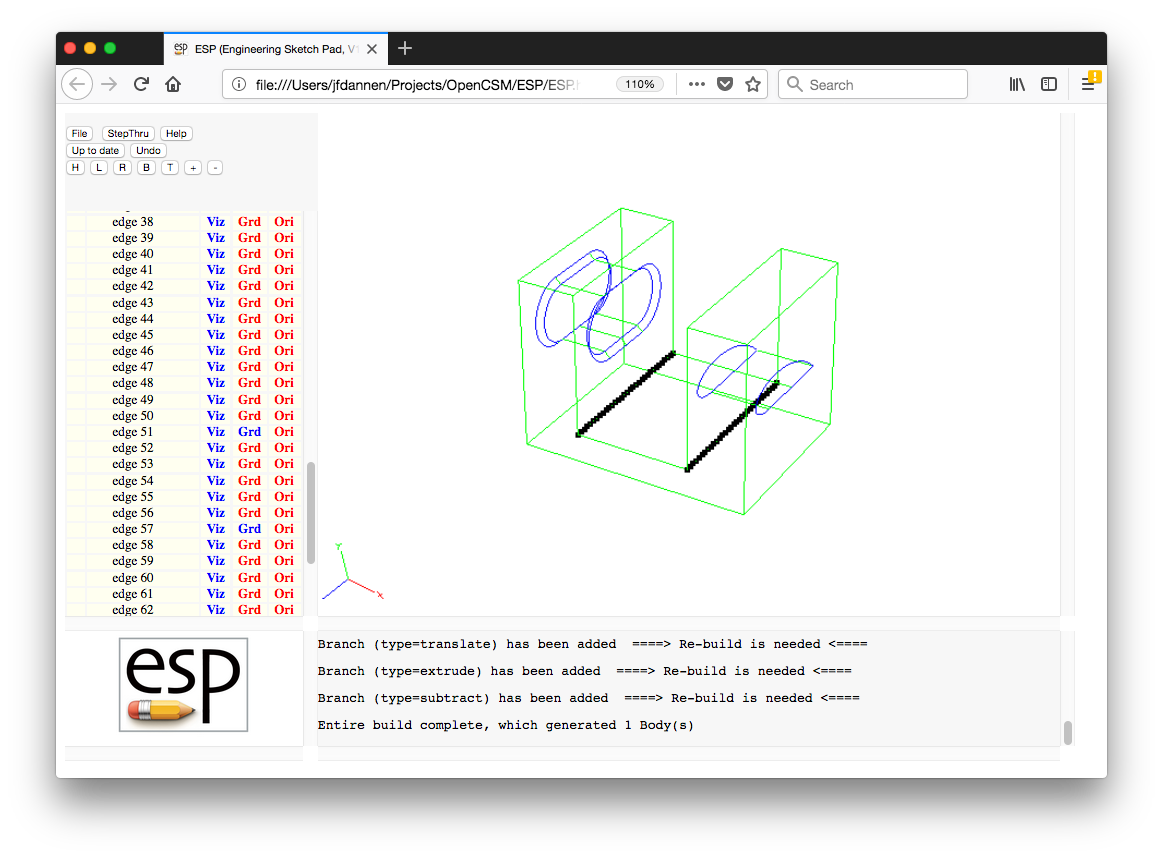 esp ESP (Engineering Sketch Pad, V1
file:///Users/jfdannen/Projects/OpenCSM/ESP/ESP. 110% Search
File StepThru Help
Up to date Undo
H L R B T + -
edge 38 Viz Grd Ori
edge 39 Viz Grd Ori
edge 40 Viz Grd Ori
edge 41 Viz Grd Ori
edge 42 Viz Grd Ori
edge 43 Viz Grd Ori
edge 44 Viz Grd Ori
edge 45 Viz Grd Ori
edge 46 Viz Grd Ori
edge 47 Viz Grd Ori
edge 48 Viz Grd Ori
edge 49 Viz Grd Ori
edge 50 Viz Grd Ori
edge 51 Viz Grd Ori
edge 52 Viz Grd Ori
edge 53 Viz Grd Ori
edge 54 Viz Grd Ori
edge 55 Viz Grd Ori
edge 56 Viz Grd Ori
edge 57 Viz Grd Ori
edge 58 Viz Grd Ori
edge 59 Viz Grd Ori
edge 60 Viz Grd Ori
edge 61 Viz Grd Ori
edge 62 Viz Grd Ori
Y
X
esp
Branch (type=translate) has been added ====> Re-build is needed <====
Branch (type=extrude) has been added ====> Re-build is needed <====
Branch (type=subtract) has been added ====> Re-build is needed <====
Entire build complete, which generated 1 Body(s)